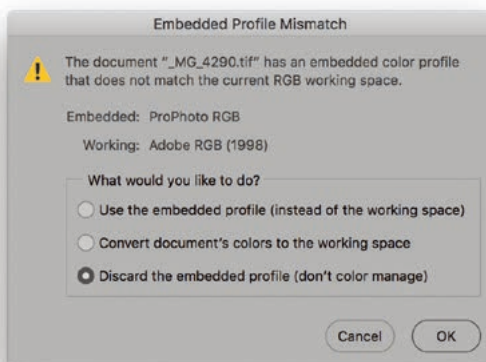 Embedded Profile Mismatch
The document “_MG_4290.tif” has an embedded color profile
that does not match the current RGB working space.
Embedded: ProPhoto RGB
Working: Adobe RGB (1998)
What would you like to do?
Use the embedded profile (instead of the working space)
Convert document's colors to the working space
Discard the embedded profile (don't color manage)
Cancel
OK